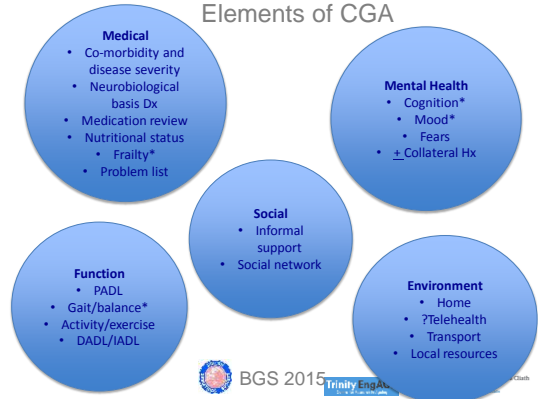 Elements of CGA
Medical
• Co-morbidity and
disease severity
• Neurobiological
basis Dx
• Medication review
• Nutritional status
• Frailty*
• Problem list
Mental Health
• Cognition*
• Mood*
• Fears
• + Collateral Hx
Social
• Informal
support
• Social network
Function
• PADL
• Gait/balance*
• Activity/exercise
• DADL/IADL
Environment
• Home
• ?Telehealth
• Transport
• Local resources
BGS 2015
Trinity